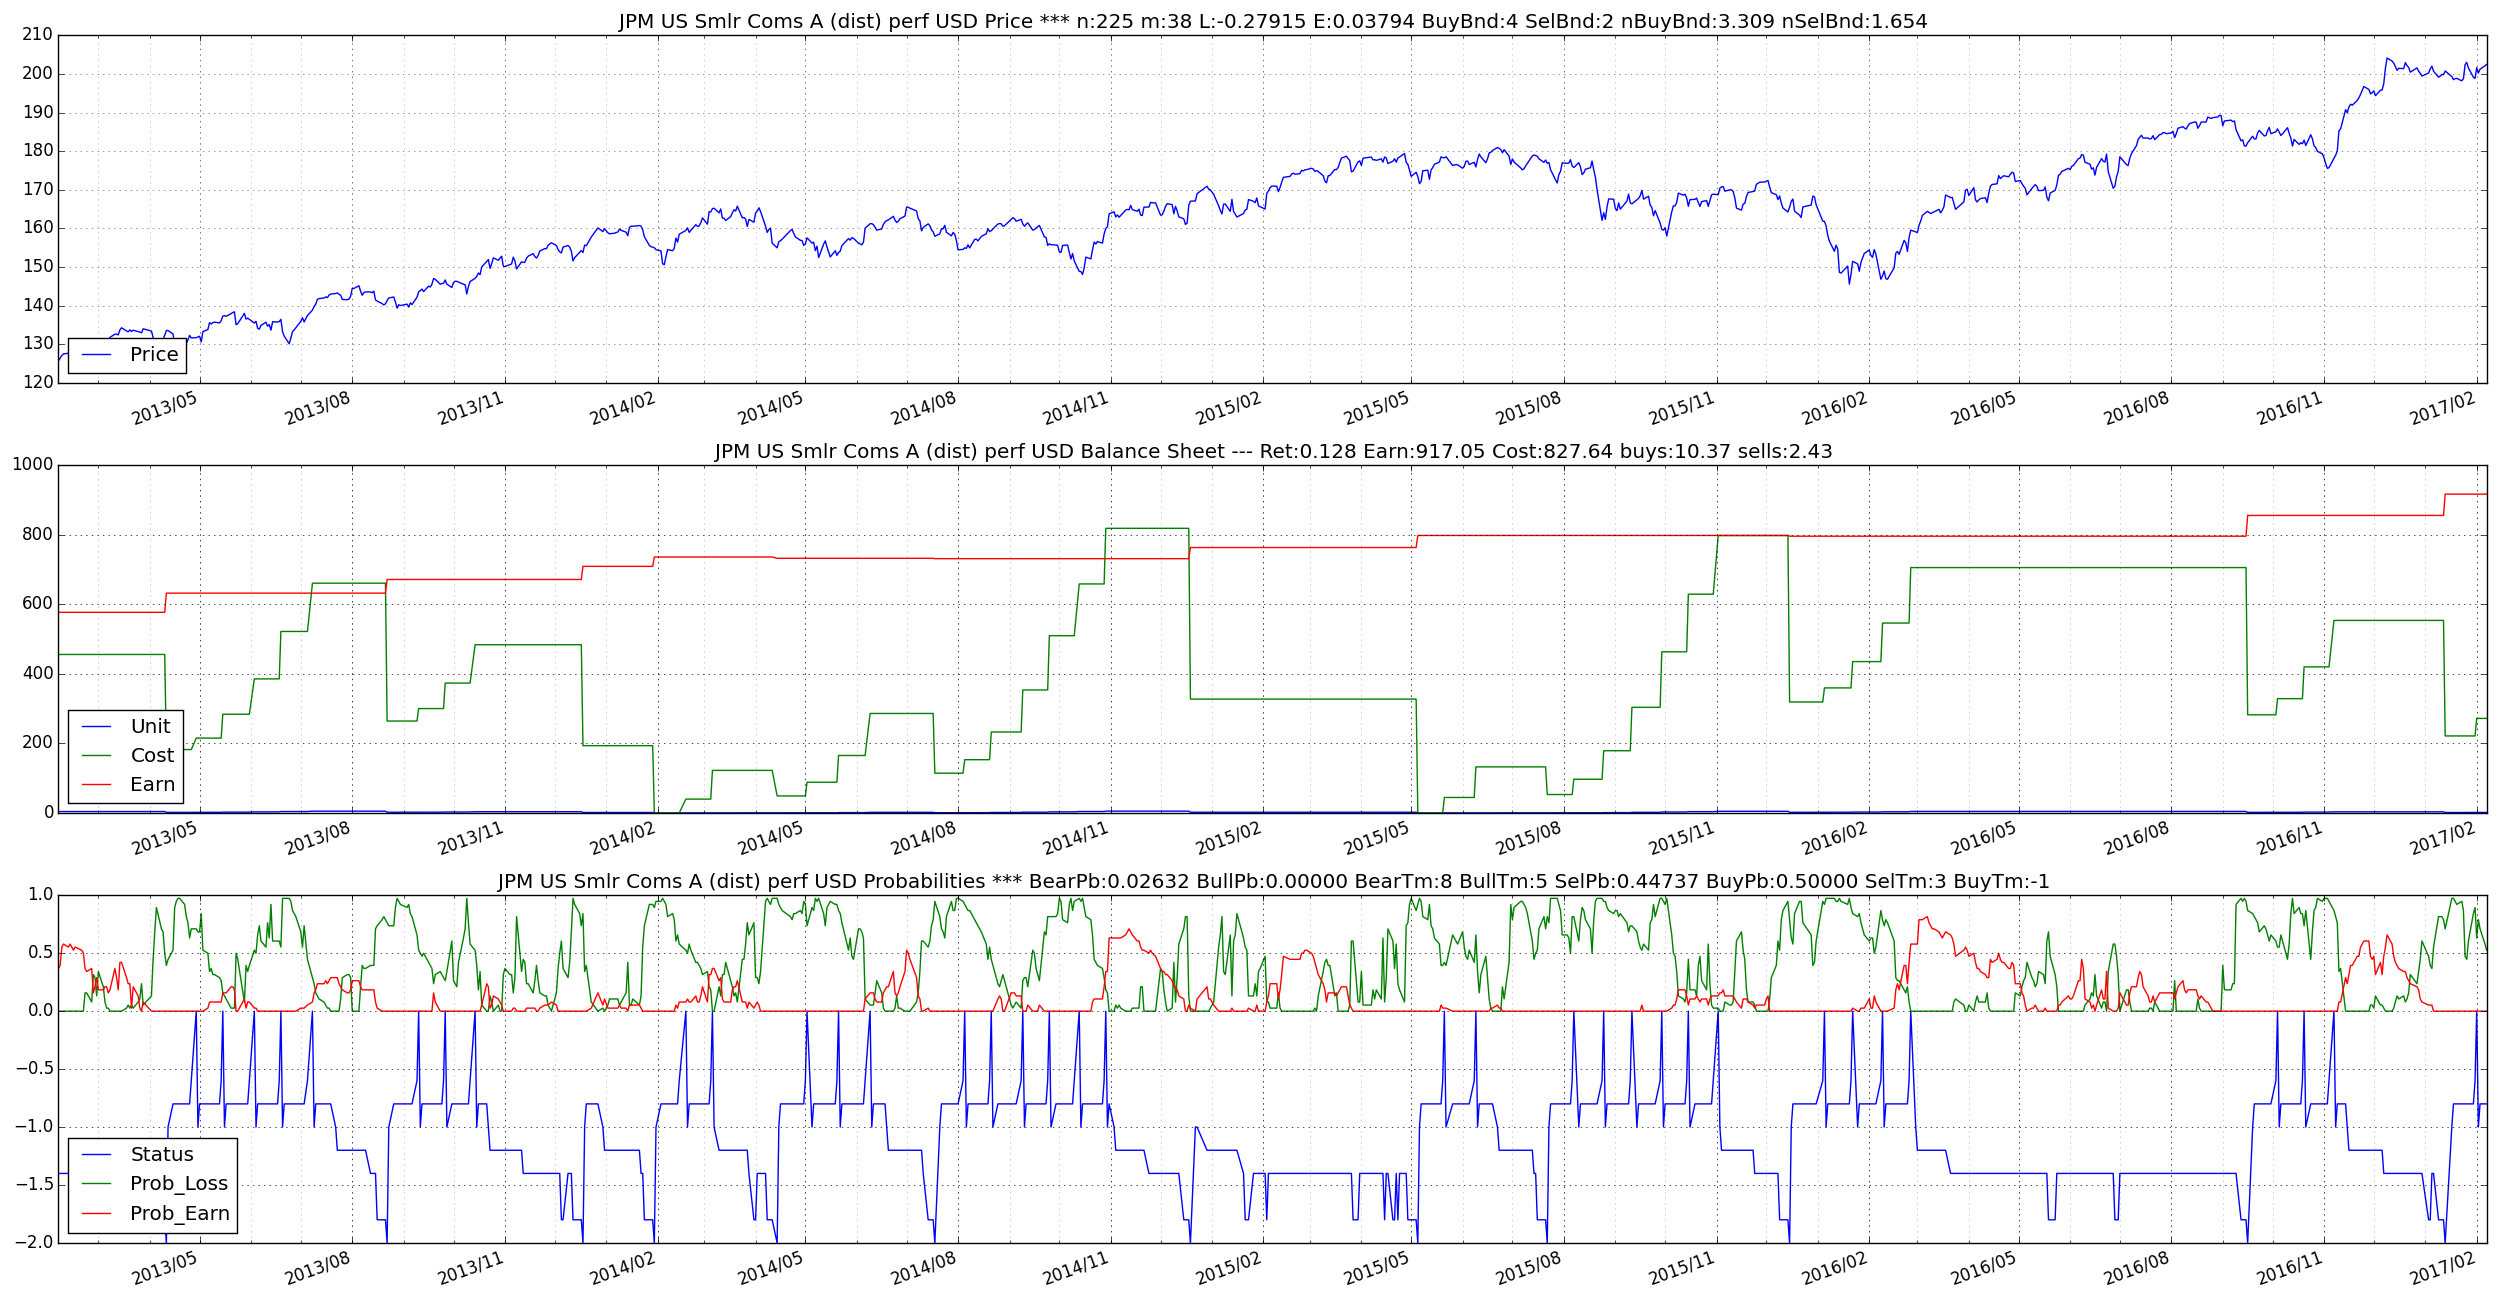 JPM US Smlr Coms A (dist) perf USD Price *** n:225 m:38 L:-0.27915 E:0.03794 BuyBnd:4 SelBnd:2 nBuyBnd:3.309 nSelBnd:1.654
210
200
190
180
170
160
150
140
130
120
Price
2013/05 2013/08 2013/11 2014/02 2014/05 2014/08 2014/11 2015/02 2015/05 2015/08 2015/11 2016/02 2016/05 2016/08 2016/11 2017/02
JPM US Smlr Coms A (dist) perf USD Balance Sheet --- Ret:0.128 Earn:917.05 Cost:827.64 buys:10.37 sells:2.43
1000
800
600
400
200
0
Unit
Cost
Earn
2013/05 2013/08 2013/11 2014/02 2014/05 2014/08 2014/11 2015/02 2015/05 2015/08 2015/11 2016/02 2016/05 2016/08 2016/11 2017/02
JPM US Smlr Coms A (dist) perf USD Probabilities *** BearPb:0.02632 BullPb:0.00000 BearTm:8 BullTm:5 SelPb:0.44737 BuyPb:0.50000 SelTm:3 BuyTm:-1
1.0
0.5
0.0
−0.5
−1.0
−1.5
−2.0
Status
Prob_Loss
Prob_Earn
2013/05 2013/08 2013/11 2014/02 2014/05 2014/08 2014/11 2015/02 2015/05 2015/08 2015/11 2016/02 2016/05 2016/08 2016/11 2017/02